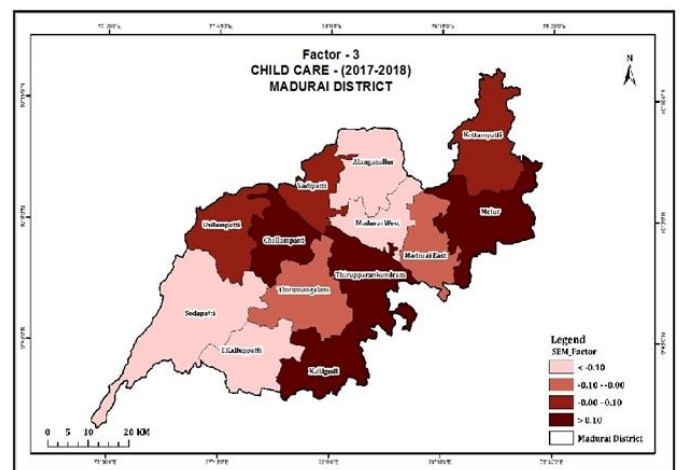 Factor - 3
CHILD CARE - (2017-2018)
MADURAI DISTRICT
N
Kottampatti
Alanganallur
Vadipatti
Melur
Madurai West
Usilampatti
Chellampatti
Madurai East
Thirupparankundram
Thirumangalam
Sedapatti
T.Kalluppatti
Kalligudi
Legend
SEM_Factor
< -0.10
-0.10 - -0.00
-0.00 - 0.10
> 0.10
Madurai District
0 5 10 20 KM